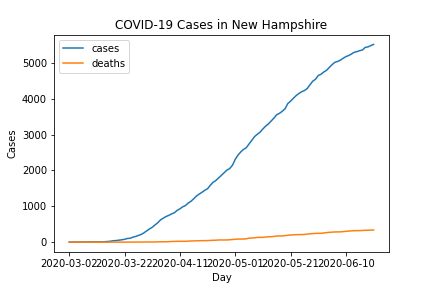 COVID-19 Cases in New Hampshire
cases
deaths
5000
4000
3000
2000
1000
0
Cases
2020-03-02 2020-03-22 2020-04-11 2020-05-01 2020-05-21 2020-06-10
Day